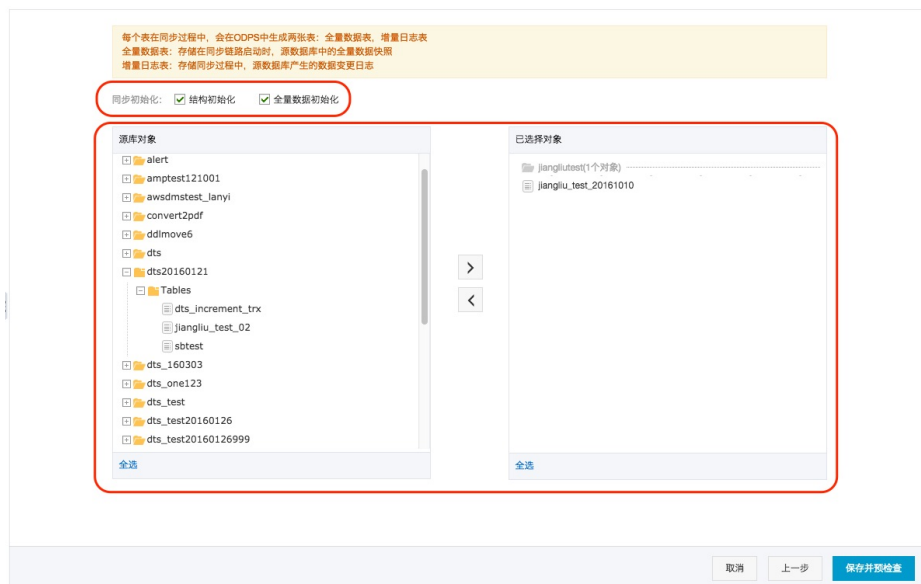 每个表在同步过程中，会在ODPS中生成两张表：全量数据表，增量日志表
全量数据表：存储在同步链路启动时，源数据库中的全量数据快照
增量日志表：存储同步过程中，源数据库产生的数据变更日志
同步初始化： 结构初始化 全量数据初始化
源库对象
alert
amptest121001
awsdmstest_lanyi
convert2pdf
ddlmove6
dts
dts20160121
Tables
dts_increment_trx
jiangliu_test_02
sbtest
dts_160303
dts_one123
dts_test
dts_test20160126
dts_test20160126999
全选
已选择对象
jiangliutest(1个对象)
jiangliu_test_20161010
全选
取消 上一步 保存并预检查